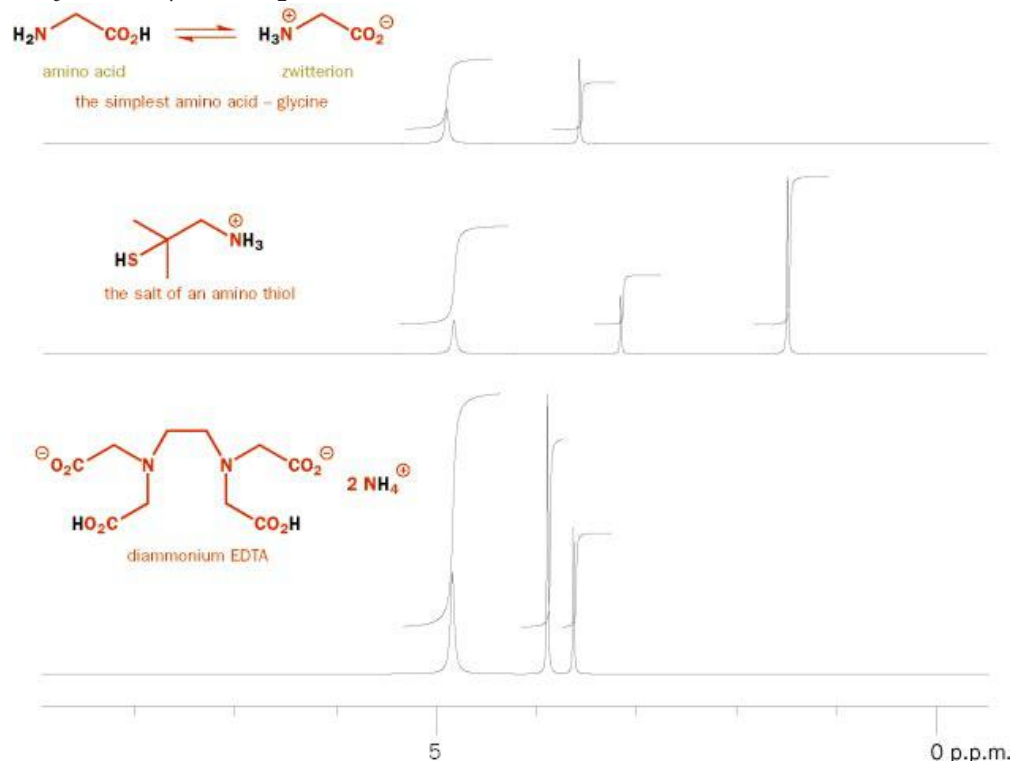 H₂N CO₂H H₃N⊕ CO₂⊖
amino acid zwitterion
the simplest amino acid – glycine
HS ⊕NH₃
the salt of an amino thiol
⊖O₂C N N CO₂⊖ 2 NH₄⊕
HO₂C CO₂H
diammonium EDTA
5 0 p.p.m.